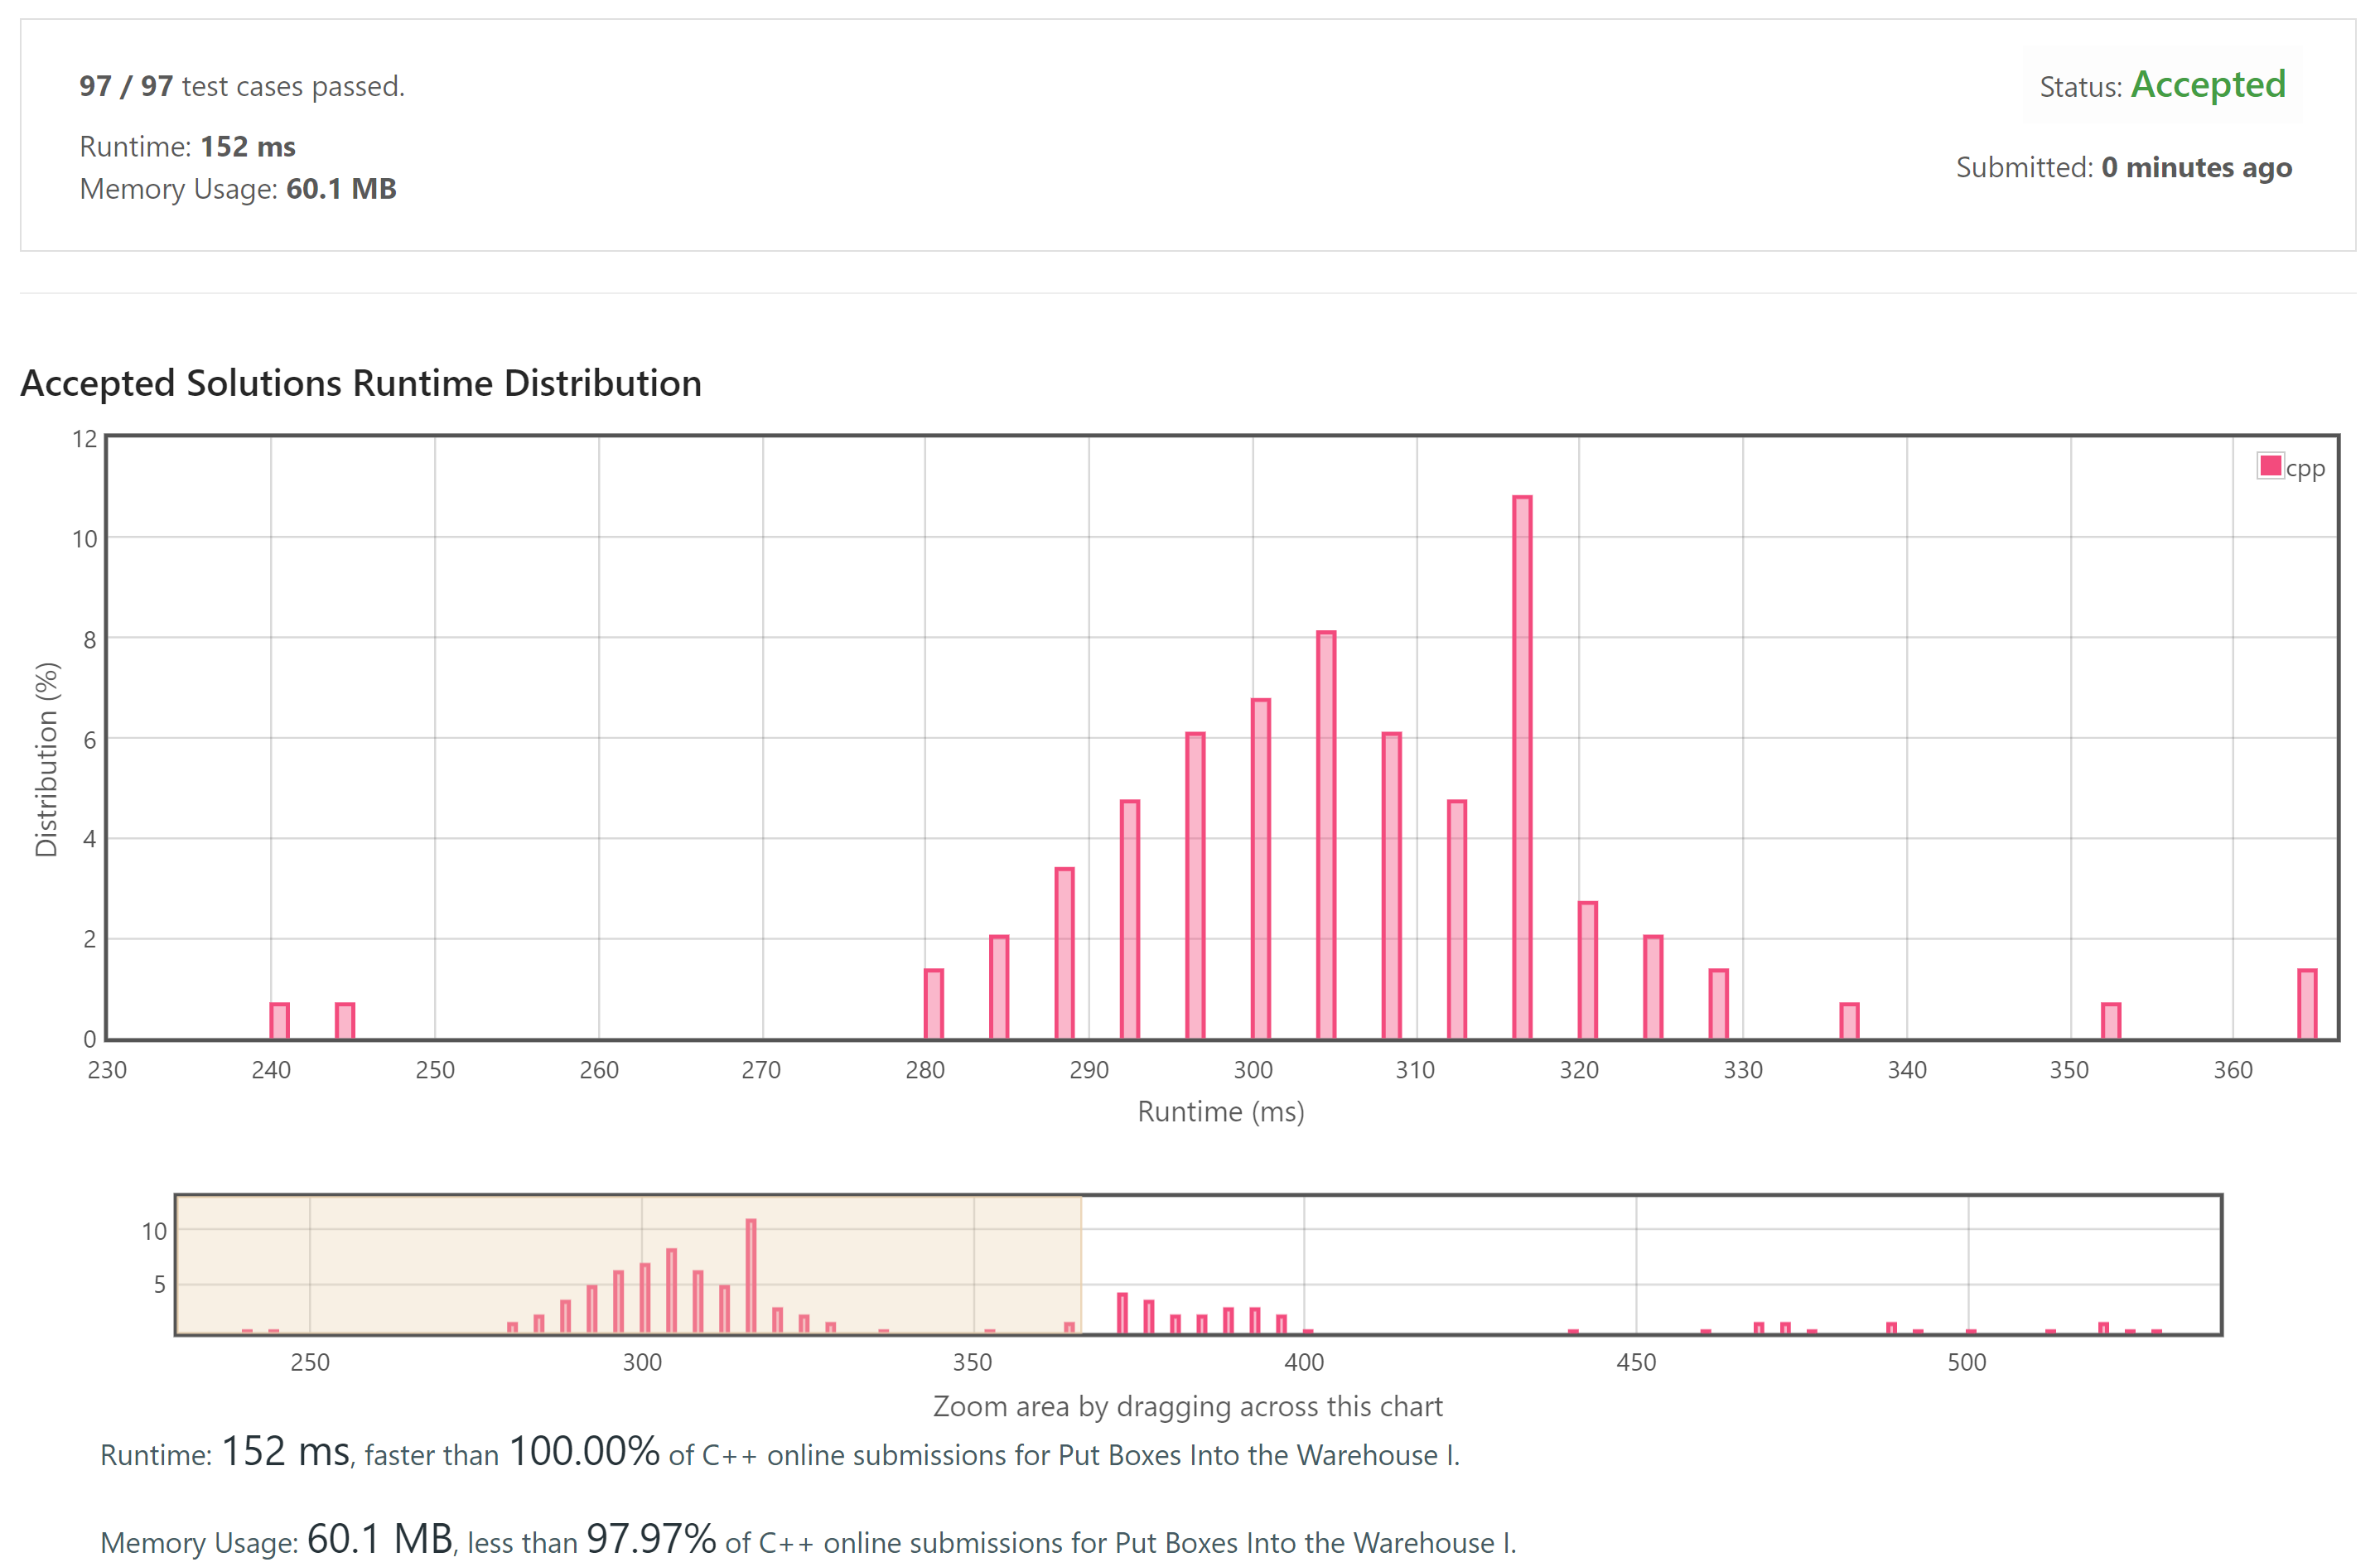 97 / 97 test cases passed.
Status: Accepted
Runtime: 152 ms
Submitted: 0 minutes ago
Memory Usage: 60.1 MB
Accepted Solutions Runtime Distribution
12
10
8
6
4
2
0
Distribution (%)
cpp
230 240 250 260 270 280 290 300 310 320 330 340 350 360
Runtime (ms)
10
5
250 300 350 400 450 500
Zoom area by dragging across this chart
Runtime: 152 ms, faster than 100.00% of C++ online submissions for Put Boxes Into the Warehouse I.
Memory Usage: 60.1 MB, less than 97.97% of C++ online submissions for Put Boxes Into the Warehouse I.